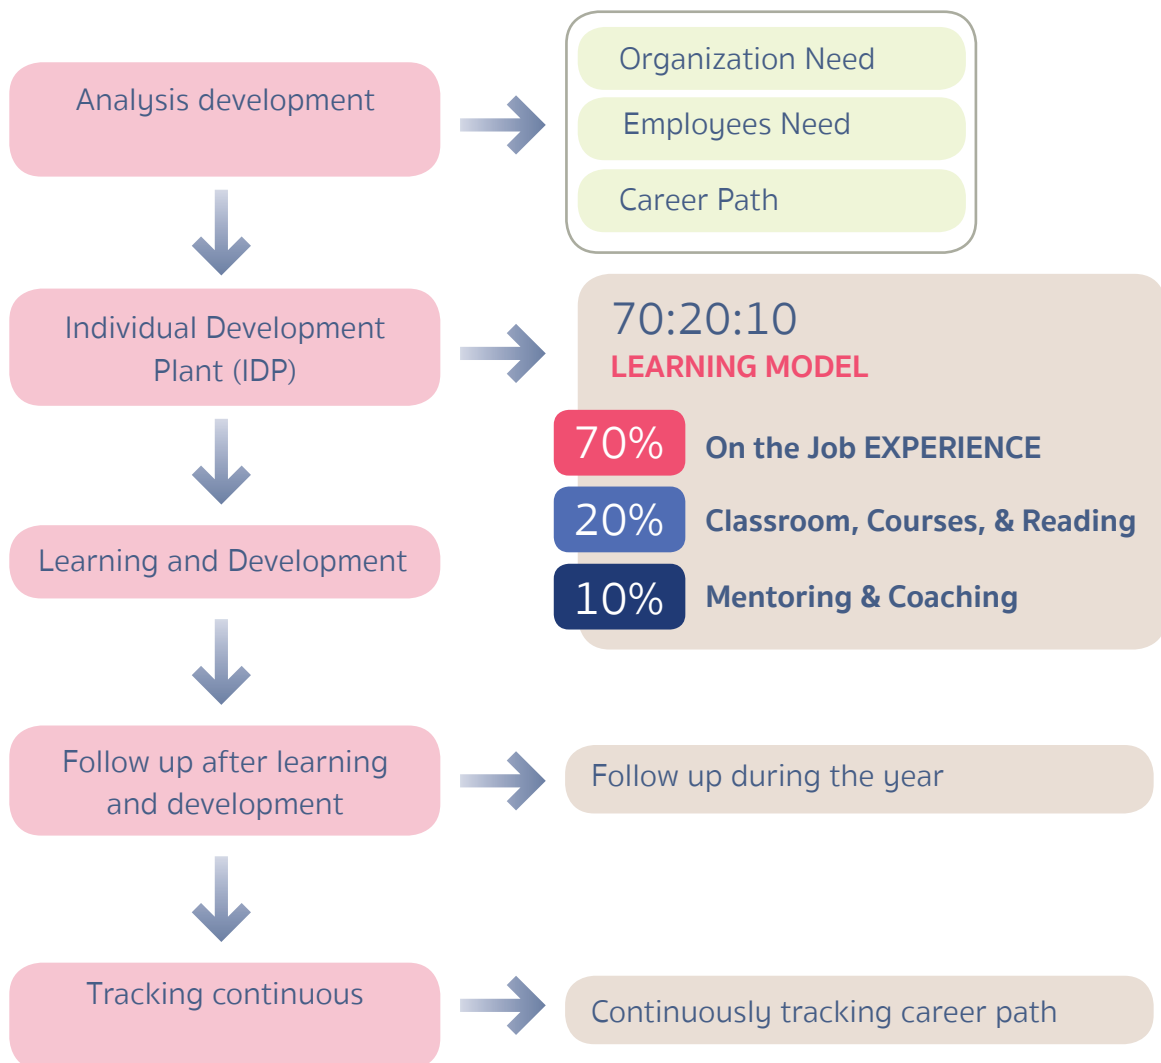 Analysis development
Organization Need
Employees Need
Career Path
Individual Development
Plant (IDP)
70:20:10
LEARNING MODEL
70%
On the Job EXPERIENCE
20%
Classroom, Courses, & Reading
10%
Mentoring & Coaching
Learning and Development
Follow up after learning
and development
Follow up during the year
Tracking continuous
Continuously tracking career path